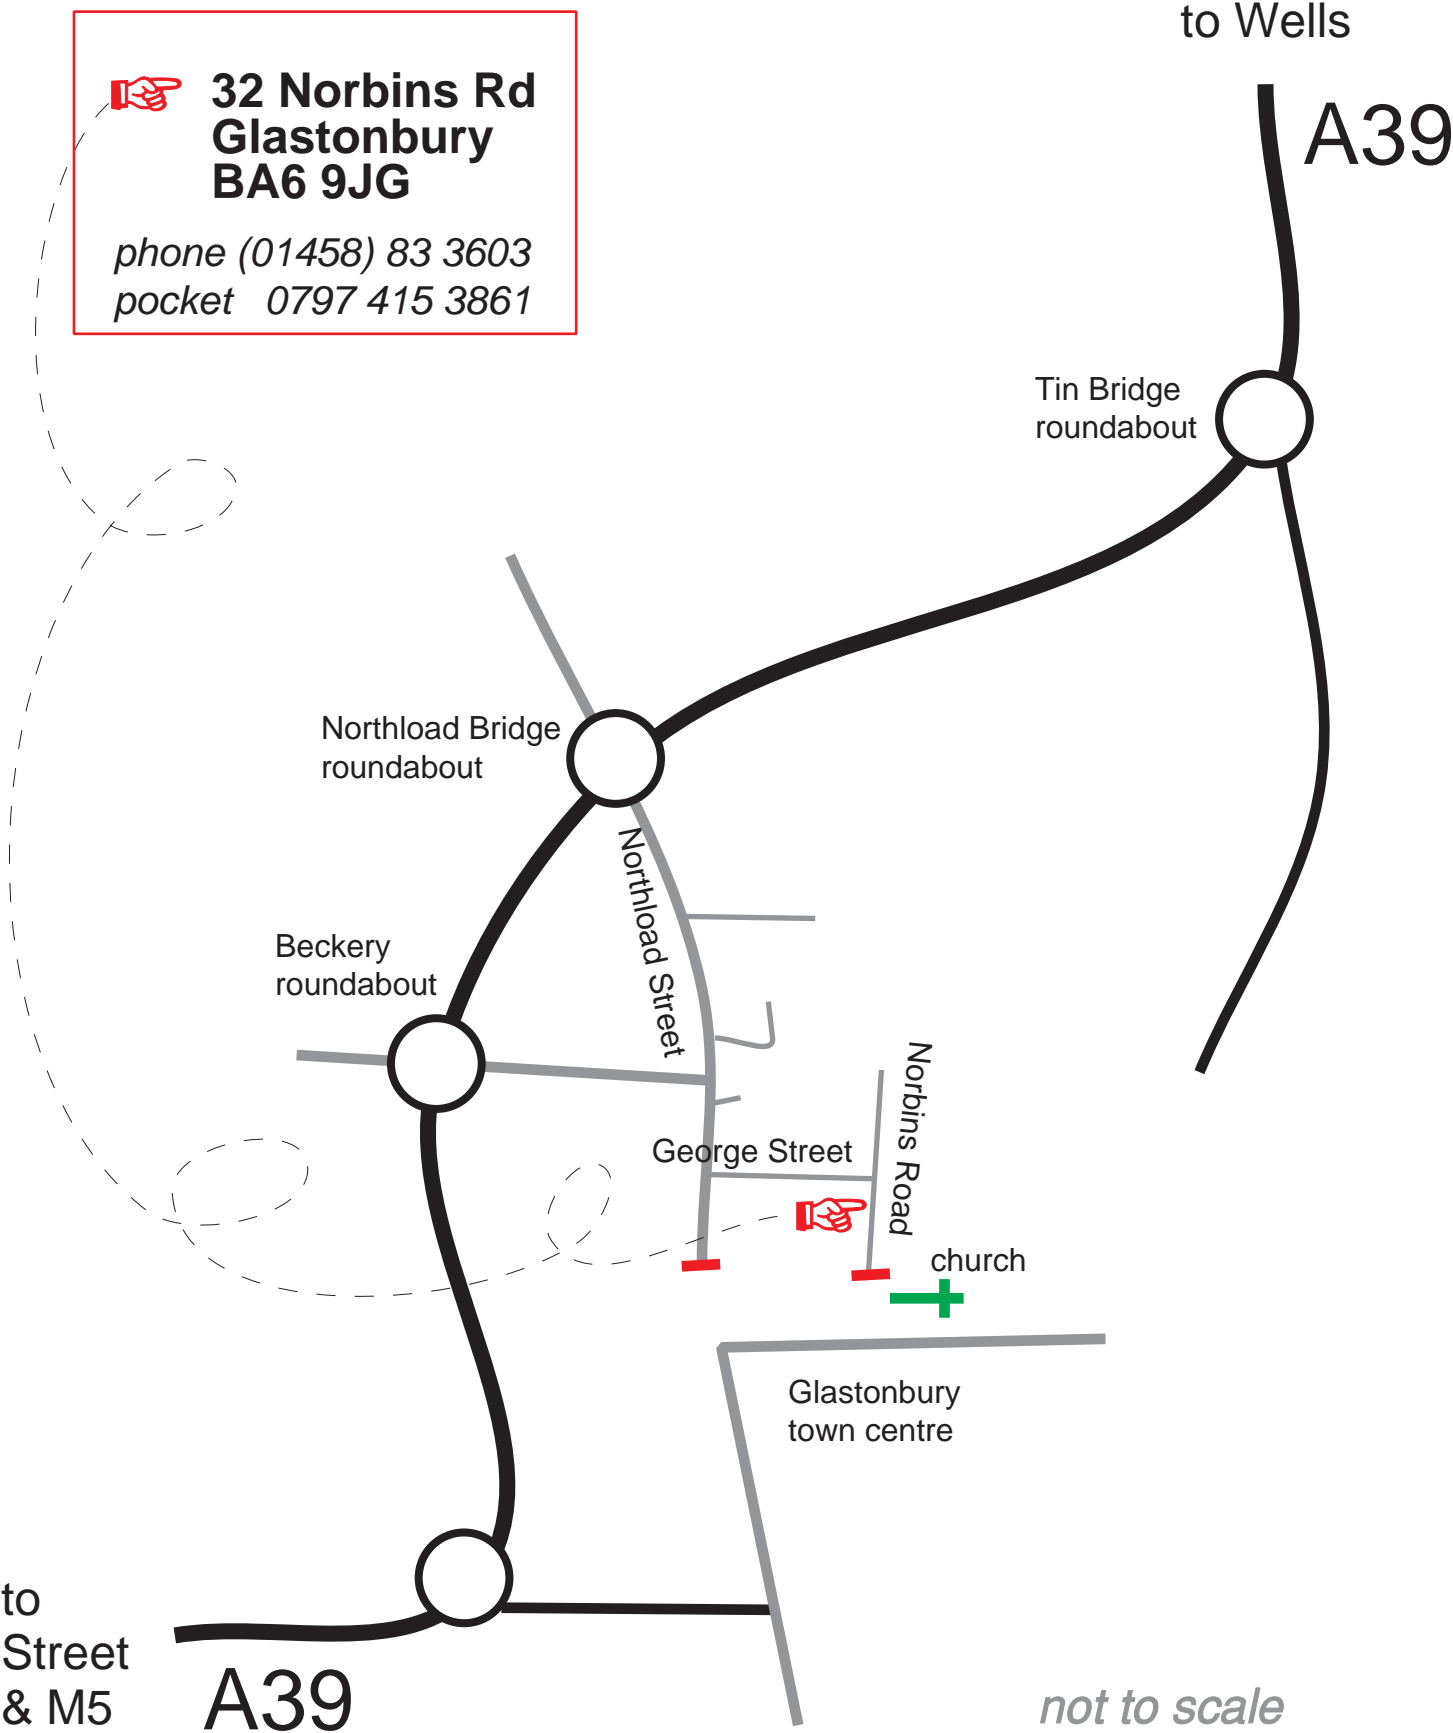 to Wells
A39
32 Norbins Rd
Glastonbury
BA6 9JG
phone (01458) 83 3603
pocket 0797 415 3861
Tin Bridge
roundabout
Northload Bridge
roundabout
Northload Street
Beckery
roundabout
Norbins Road
George Street
church
Glastonbury
town centre
to
Street
& M5
A39
not to scale